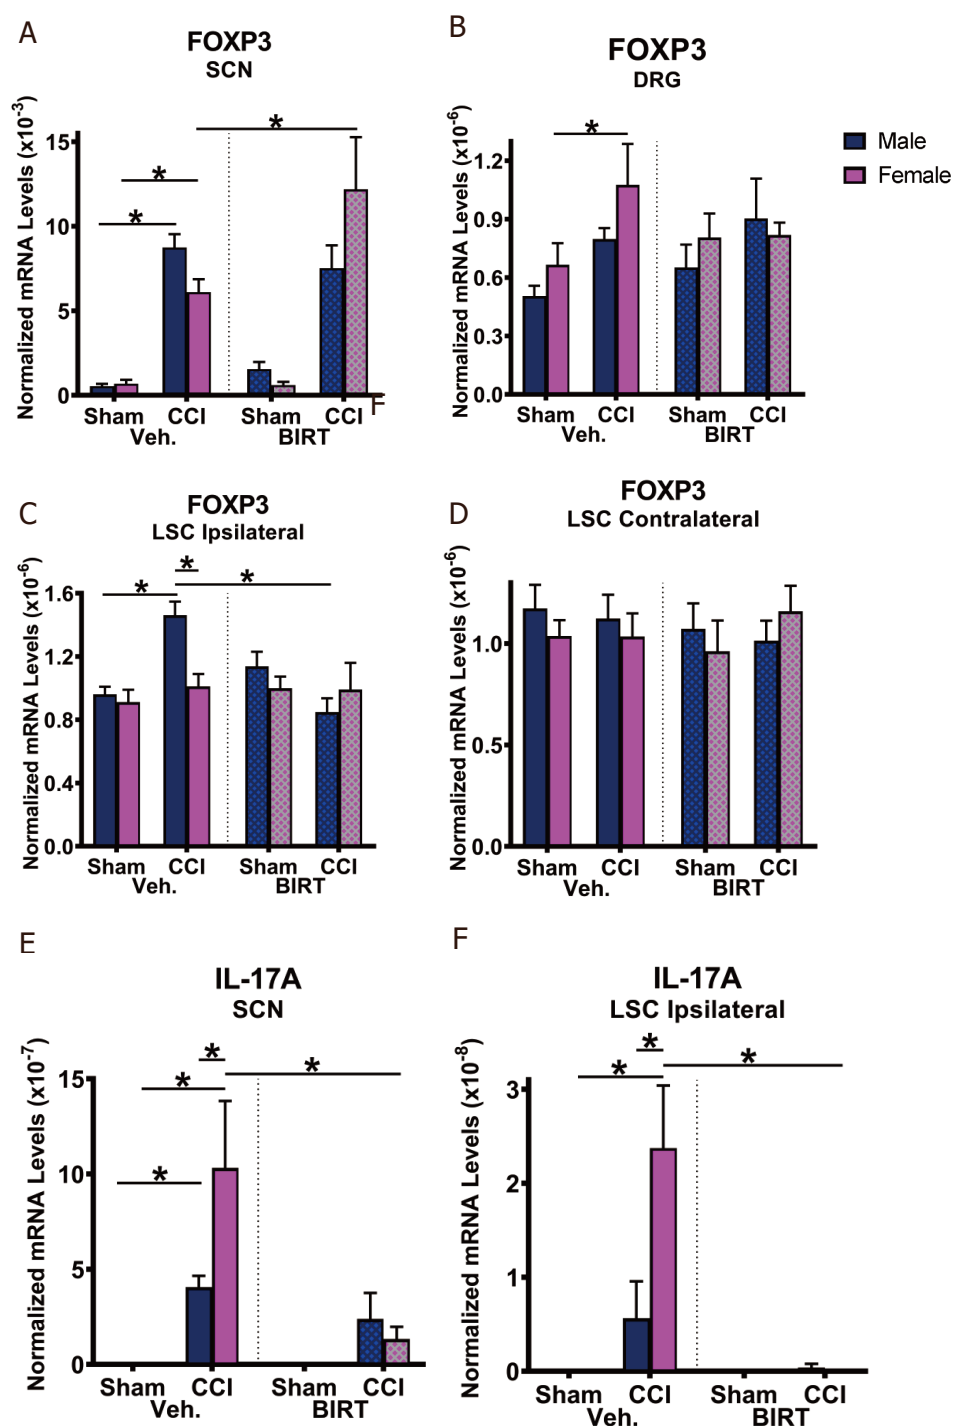 A
FOXP3
SCN
Normalized mRNA Levels (x10-3)
15
10
5
0
*
*
*
Sham CCI Sham CCI
Veh. BIRT
F
B
FOXP3
DRG
Normalized mRNA Levels (x10-6)
1.2
0.9
0.6
0.3
0.0
*
Sham CCI Sham CCI
Veh. BIRT
Male
Female
C
FOXP3
LSC Ipsilateral
Normalized mRNA Levels (x10-6)
1.6
1.2
0.8
0.4
0.0
*
*
*
Sham CCI Sham CCI
Veh. BIRT
D
FOXP3
LSC Contralateral
Normalized mRNA Levels (x10-6)
1.0
0.5
0.0
Sham CCI Sham CCI
Veh. BIRT
E
IL-17A
SCN
Normalized mRNA Levels (x10-7)
15
10
5
0
*
*
*
*
Sham CCI Sham CCI
Veh. BIRT
F
IL-17A
LSC Ipsilateral
Normalized mRNA Levels (x10-8)
3
2
1
0
*
*
*
Sham CCI Sham CCI
Veh. BIRT